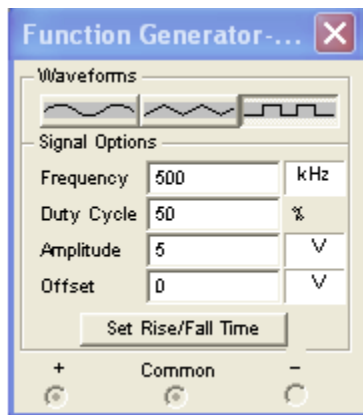 Function Generator-...
Waveforms
Signal Options
Frequency 500 kHz
Duty Cycle 50 %
Amplitude 5 V
Offset 0 V
Set Rise/Fall Time
+ Common -